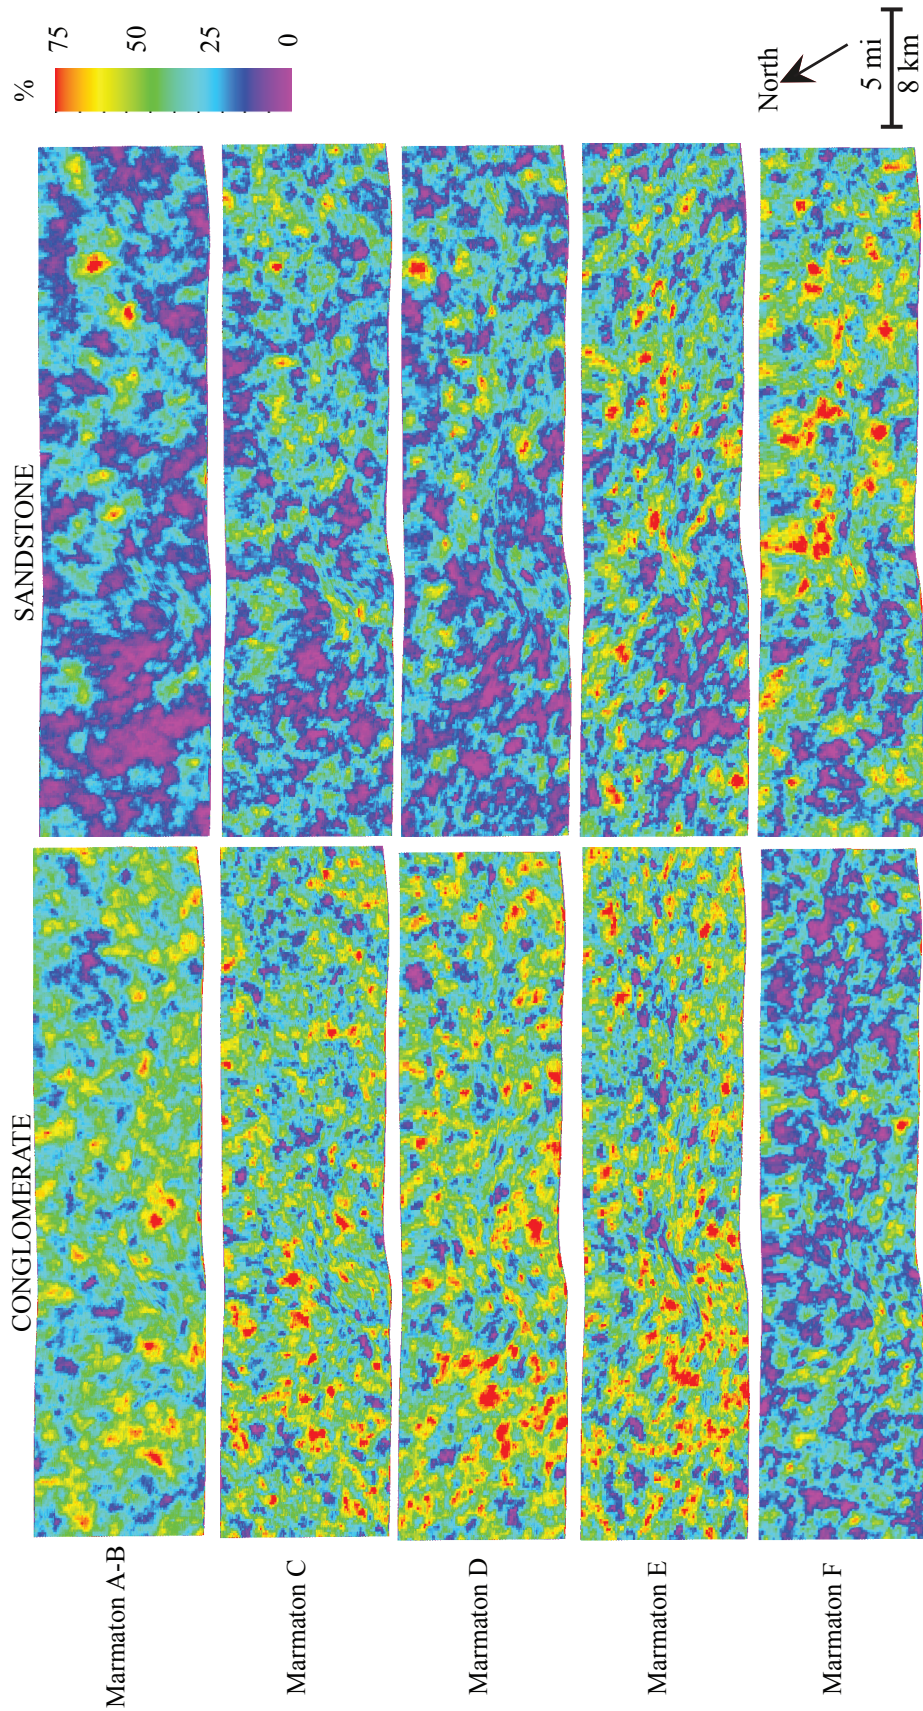 CONGLOMERATE
SANDSTONE
%
75
50
25
0
Marmaton A-B
Marmaton C
Marmaton D
Marmaton E
Marmaton F
North
5 mi
8 km